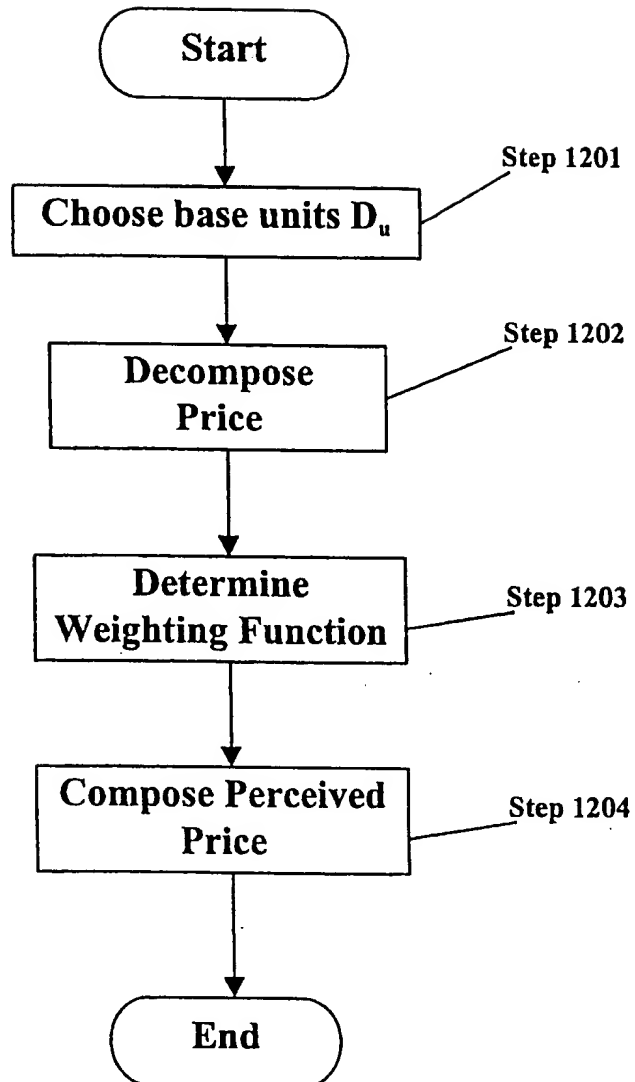 Start
Step 1201
Choose base units Dᵤ
Step 1202
Decompose
Price
Determine
Weighting Function
Step 1203
Compose Perceived
Price
Step 1204
End